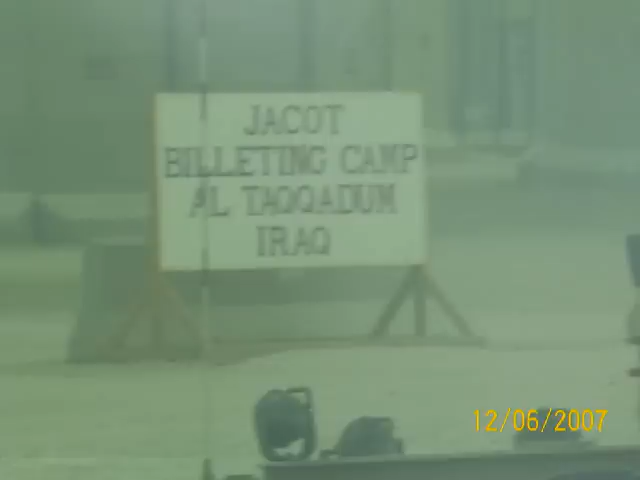 JACOT
BILLETING CAMP
AL TAQQADUM
IRAQ
12/06/2007